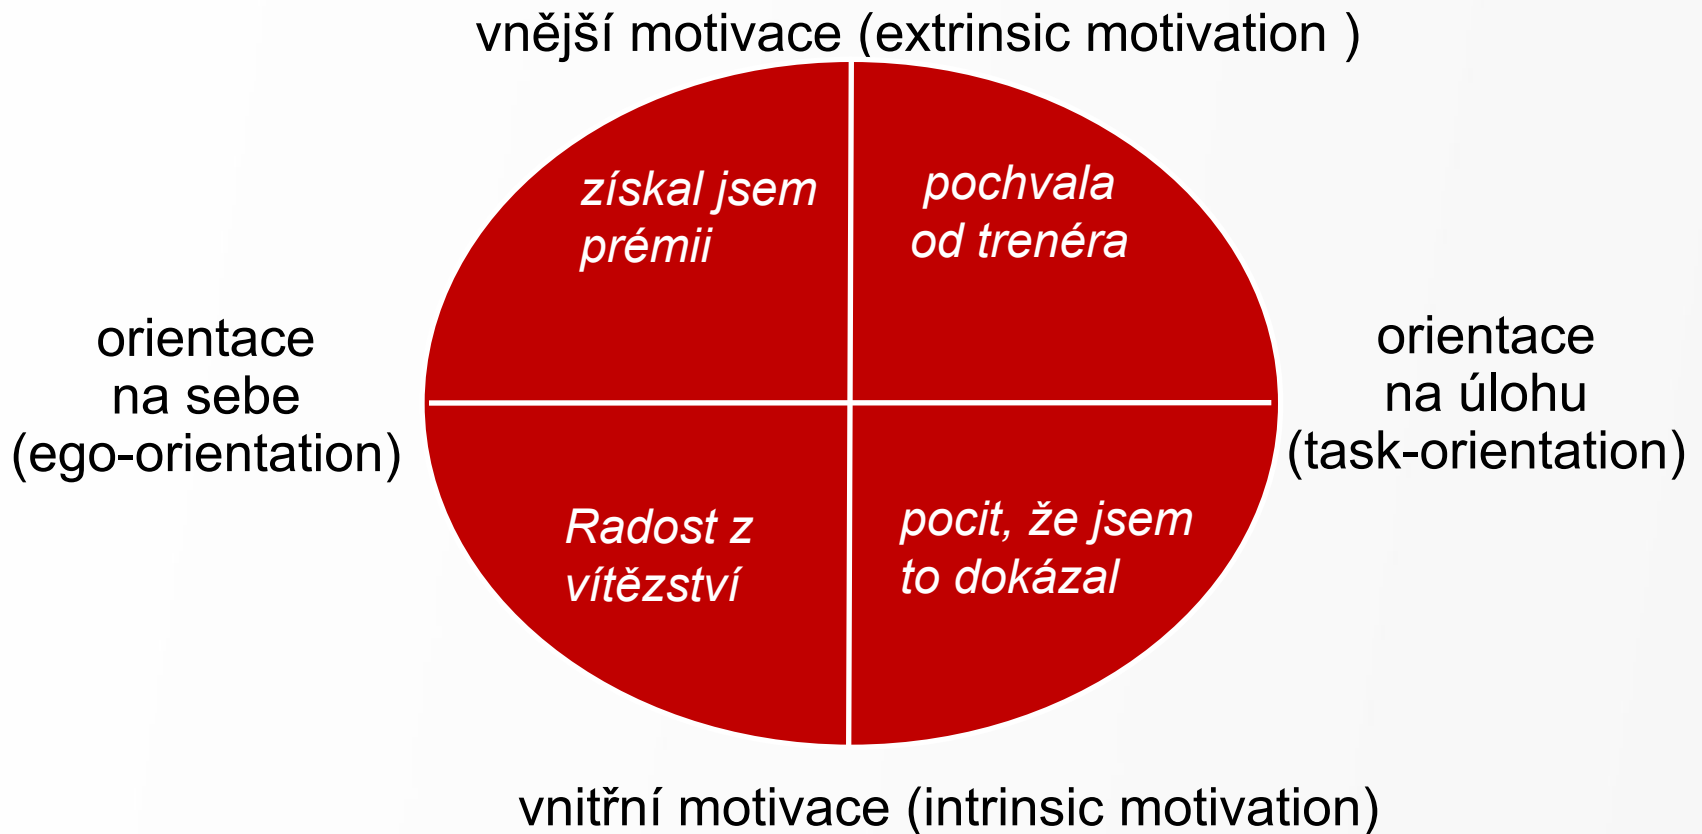 vnější motivace (extrinsic motivation )
získal jsem
prémii
pochvala
od trenéra
orientace
na sebe
(ego-orientation)
orientace
na úlohu
(task-orientation)
Radost z
vítězství
pocit, že jsem
to dokázal
vnitřní motivace (intrinsic motivation)